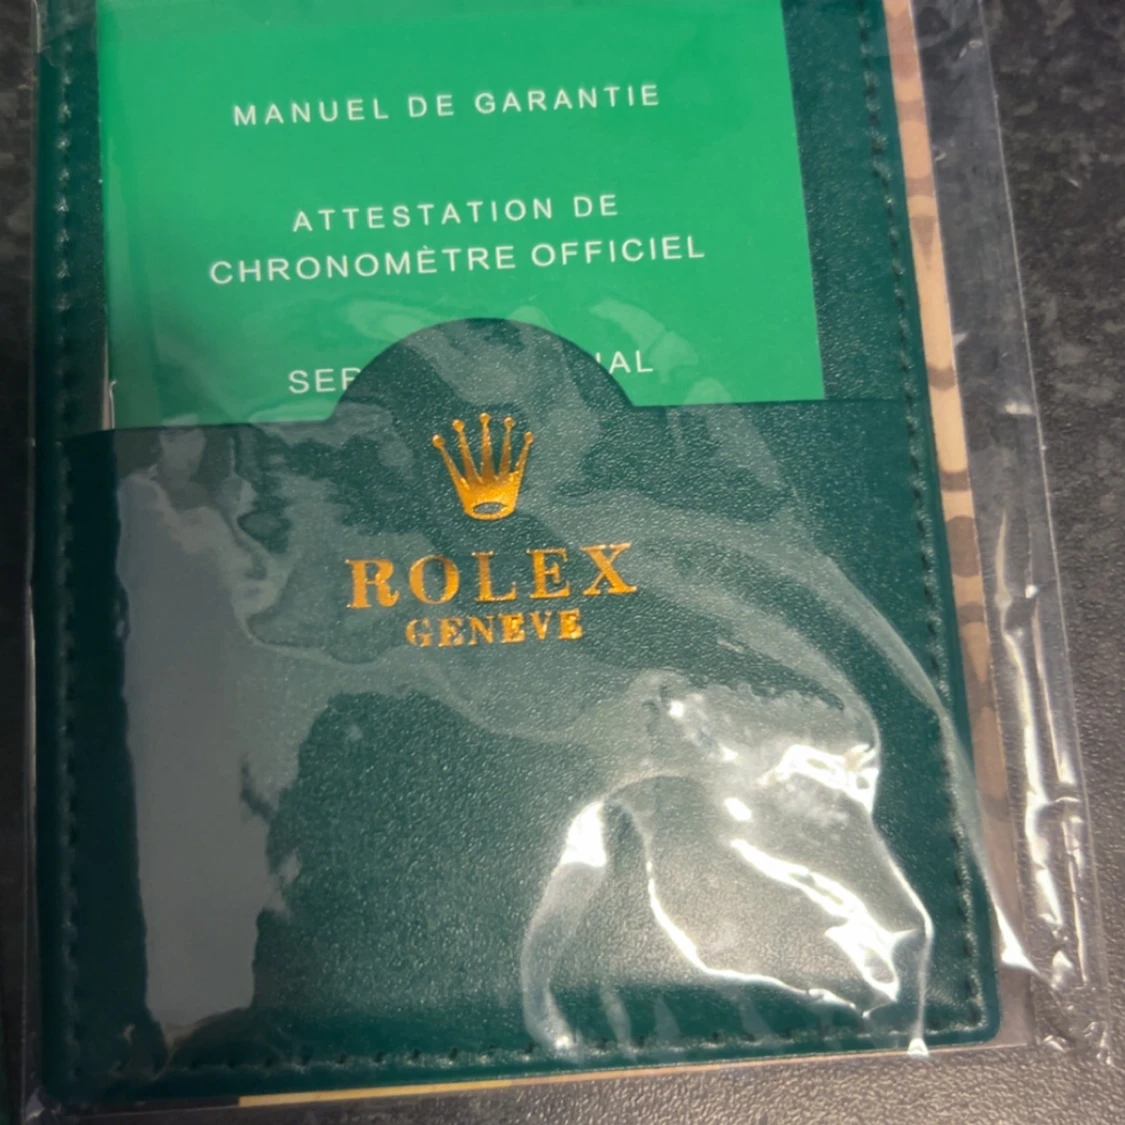 MANUEL DE GARANTIE
ATTESTATION DE
CHRONOMÈTRE OFFICIEL
ROLEX
GENEVE